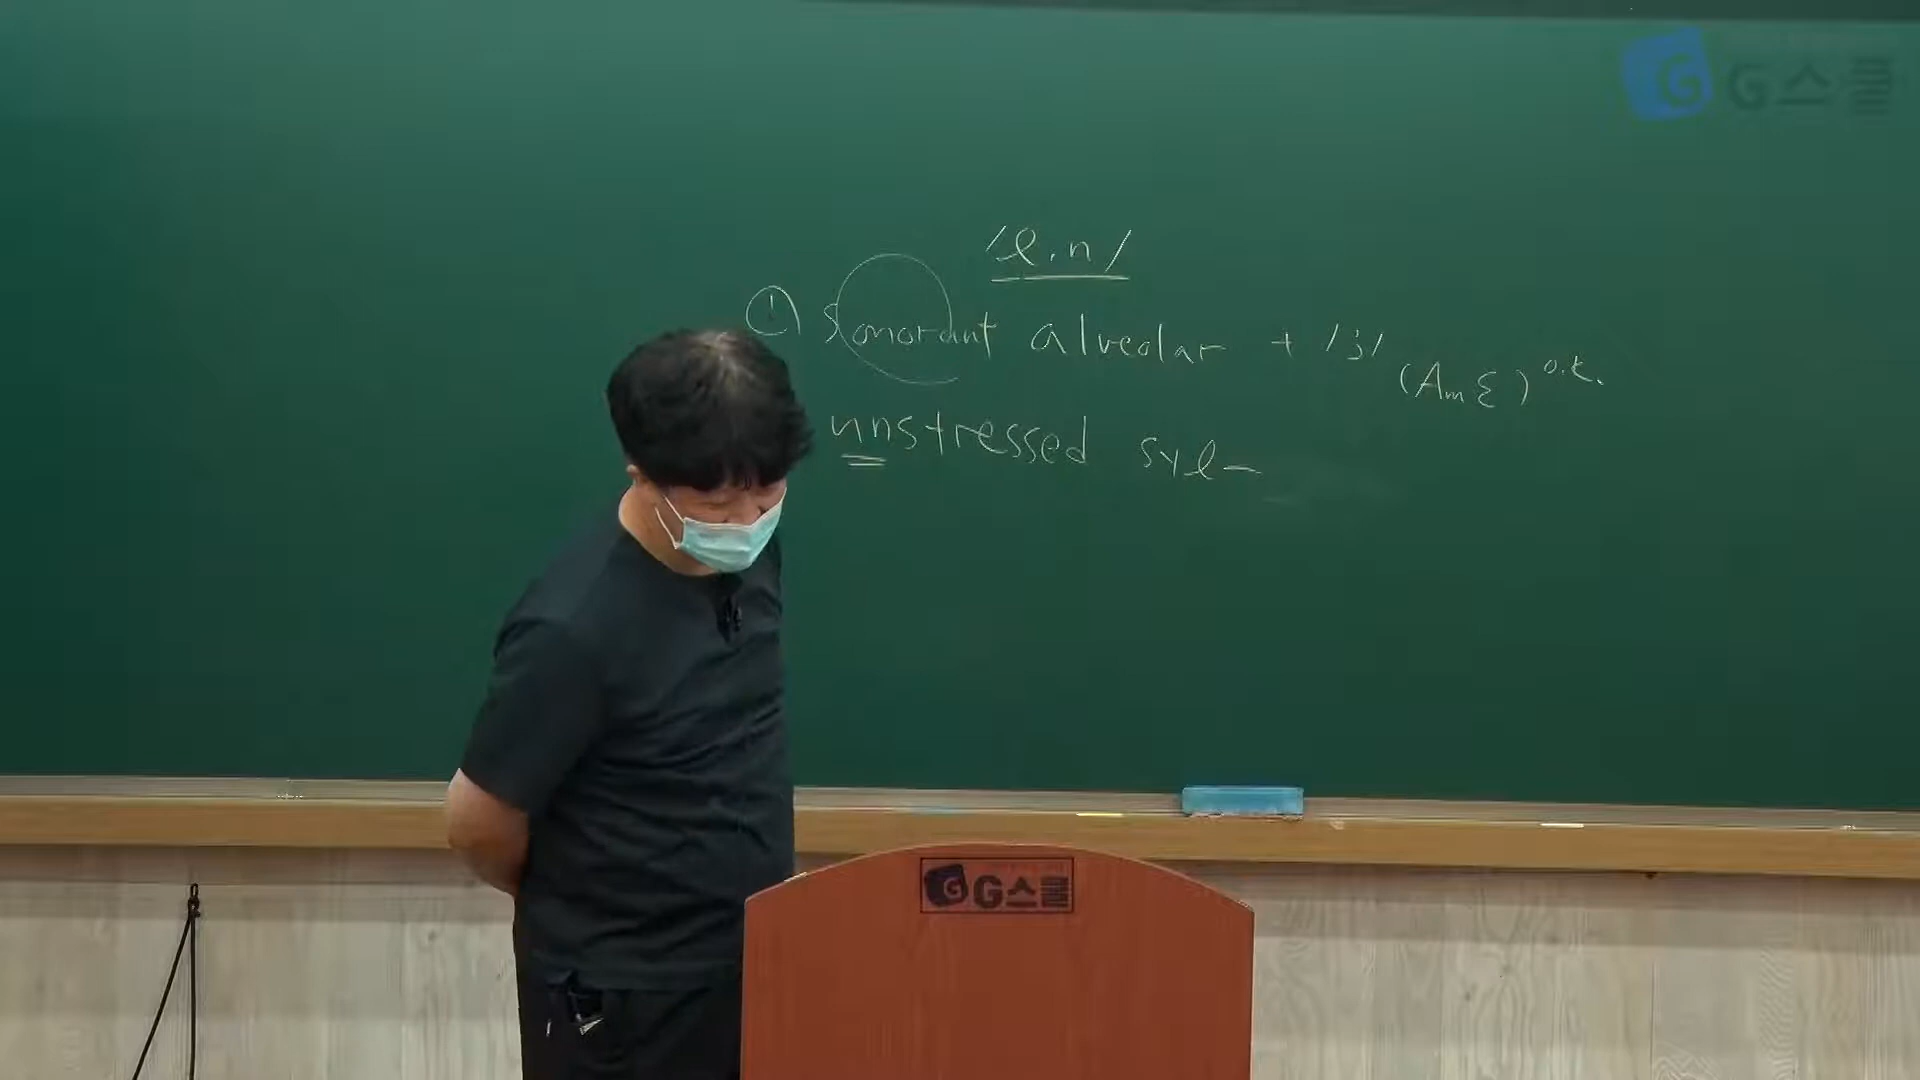 G스쿨
/l, n/
① Sonorant alveolar + /j/
(AmE) o.k.
unstressed syl-
G스쿨